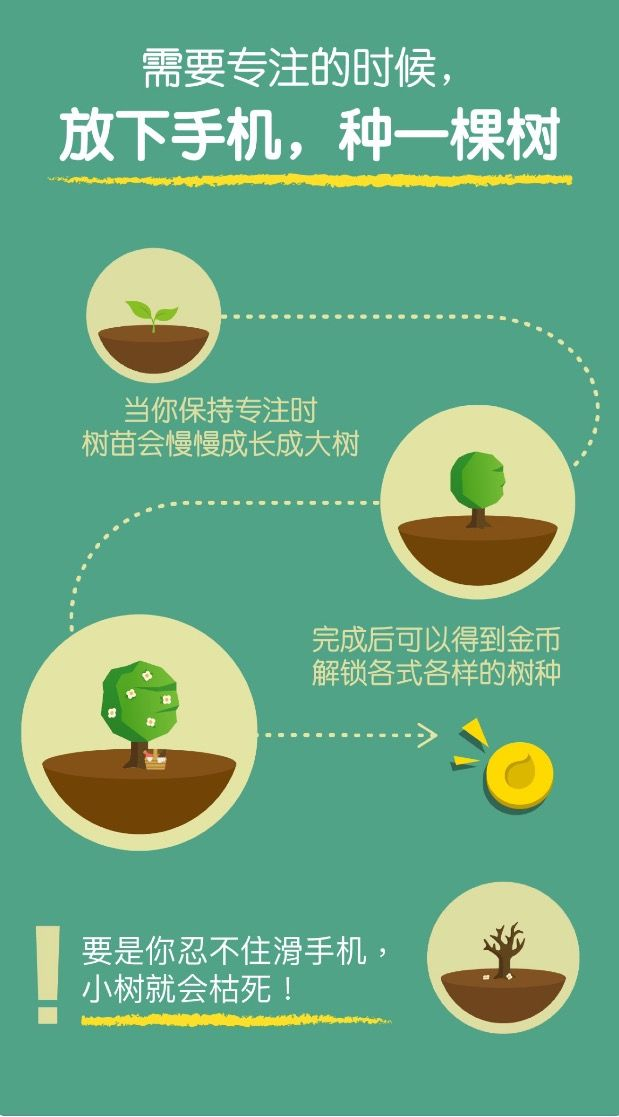 需要专注的时候，
放下手机，种一棵树
当你保持专注时
树苗会慢慢成长成大树
完成后可以得到金币
解锁各式各样的树种
要是你忍不住滑手机，
小树就会枯死！